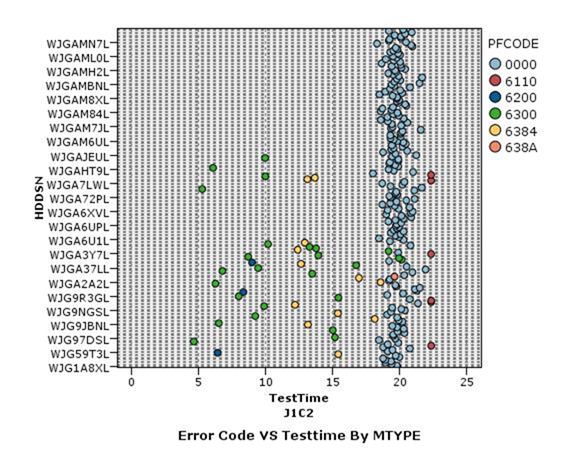 PFCODE
0000
6110
6200
6300
6384
638A
HDDSN
WJGAMN7L
WJGAML0L
WJGAMH2L
WJGAMBNL
WJGAM8XL
WJGAM84L
WJGAM7JL
WJGAM6UL
WJGAJEUL
WJGAHT9L
WJGA7LWL
WJGA72PL
WJGA6XVL
WJGA6UPL
WJGA6U1L
WJGA3Y7L
WJGA37LL
WJGA2A2L
WJG9R3GL
WJG9NGSL
WJG9JBNL
WJG97DSL
WJG59T3L
WJG1A8XL
0 5 10 15 20 25
TestTime
J1C2
Error Code VS Testtime By MTYPE